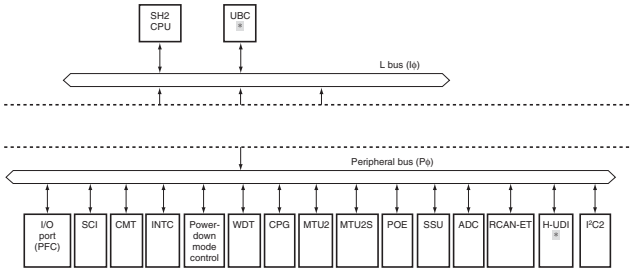 SH2
CPU
UBC
*
L bus (Iφ)
Peripheral bus (Pφ)
I/O
port
(PFC)
SCI
CMT
INTC
Power-
down
mode
control
WDT
CPG
MTU2
MTU2S
POE
SSU
ADC
RCAN-ET
H-UDI
*
I²C2